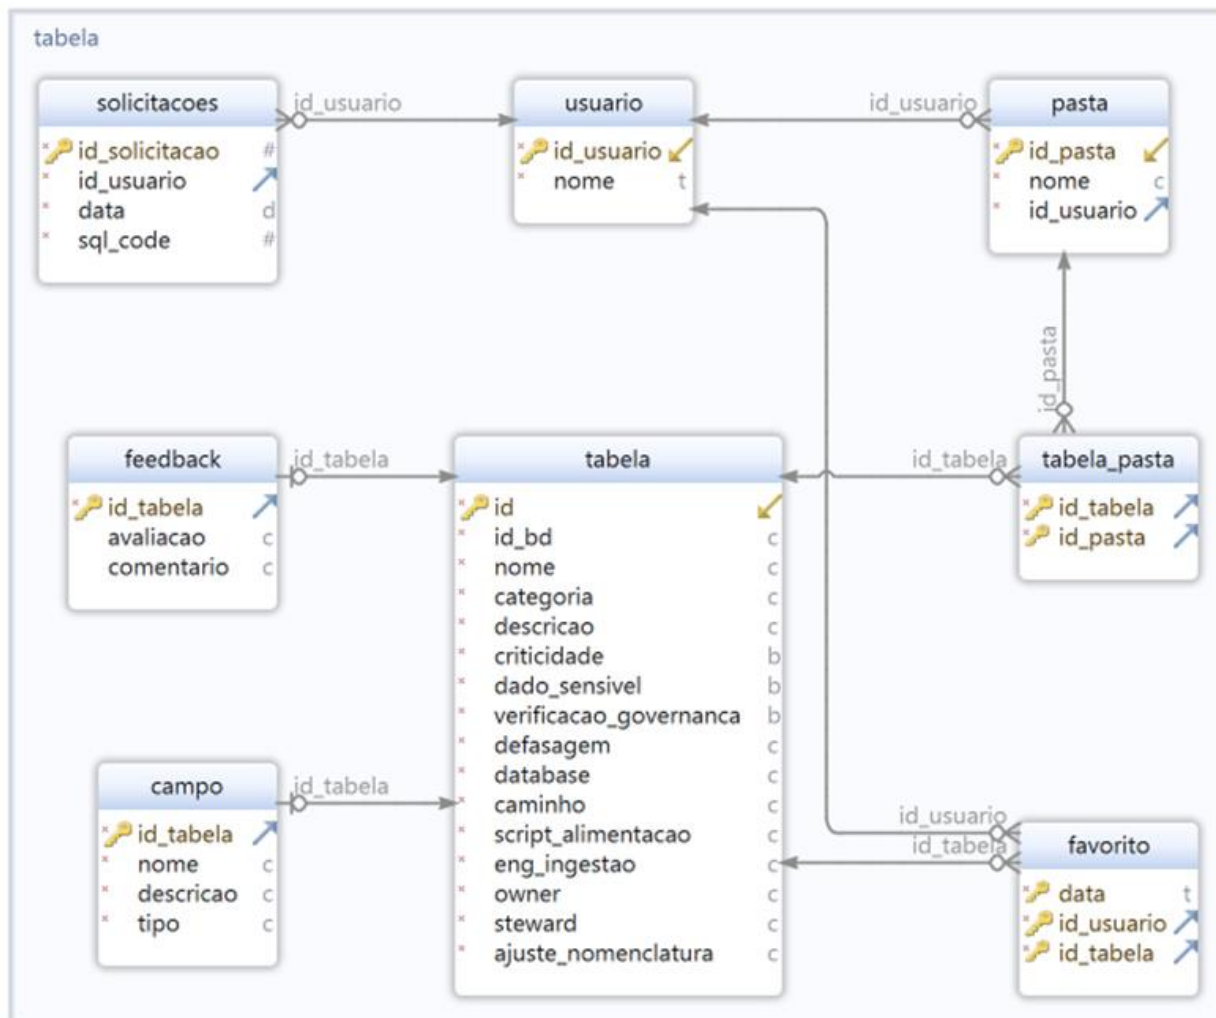 tabela
solicitacoes
id_solicitacao #
id_usuario
data d
sql_code #
id_usuario
usuario
id_usuario
nome t
id_usuario
pasta
id_pasta
nome c
id_usuario
id_pasta
feedback
id_tabela
avaliacao c
comentario c
id_tabela
tabela
id
id_bd c
nome c
categoria c
descricao c
criticidade b
dado_sensivel b
verificacao_governanca b
defasagem c
database c
caminho c
script_alimentacao c
eng_ingestao c
owner c
steward c
ajuste_nomenclatura c
id_tabela
tabela_pasta
id_tabela
id_pasta
campo
id_tabela
nome c
descricao c
tipo c
id_tabela
id_usuario
id_tabela
favorito
data t
id_usuario
id_tabela